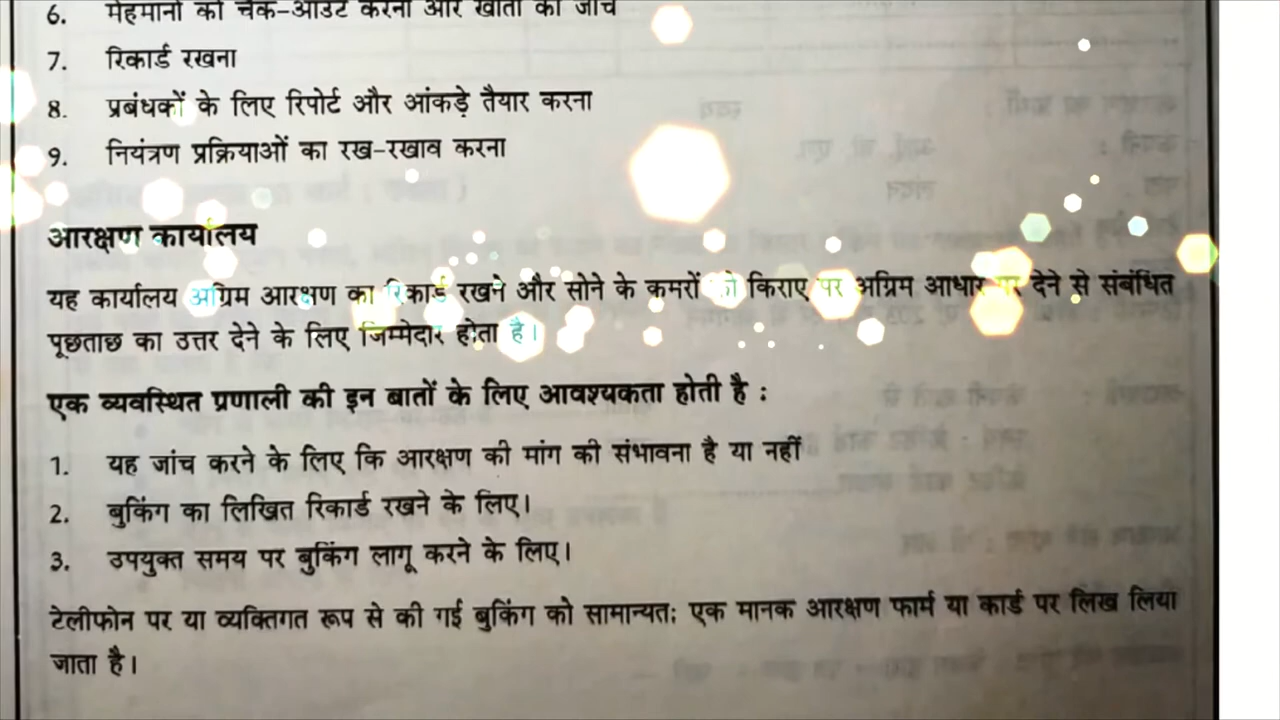 6. मेहमानों को चेक-आउट करना और खातों की जांच
7. रिकार्ड रखना
8. प्रबंधकों के लिए रिपोर्ट और आंकड़े तैयार करना
9. नियंत्रण प्रक्रियाओं का रख-रखाव करना
आरक्षण कार्यालय
यह कार्यालय अग्रिम आरक्षण का रिकार्ड रखने और सोने के कमरों को किराए पर अग्रिम आधार पर देने से संबंधित
पूछताछ का उत्तर देने के लिए जिम्मेदार होता है।
एक व्यवस्थित प्रणाली की इन बातों के लिए आवश्यकता होती है :
1. यह जांच करने के लिए कि आरक्षण की मांग की संभावना है या नहीं
2. बुकिंग का लिखित रिकार्ड रखने के लिए।
3. उपयुक्त समय पर बुकिंग लागू करने के लिए।
टेलीफोन पर या व्यक्तिगत रूप से की गई बुकिंग को सामान्यतः एक मानक आरक्षण फार्म या कार्ड पर लिख लिया
जाता है।